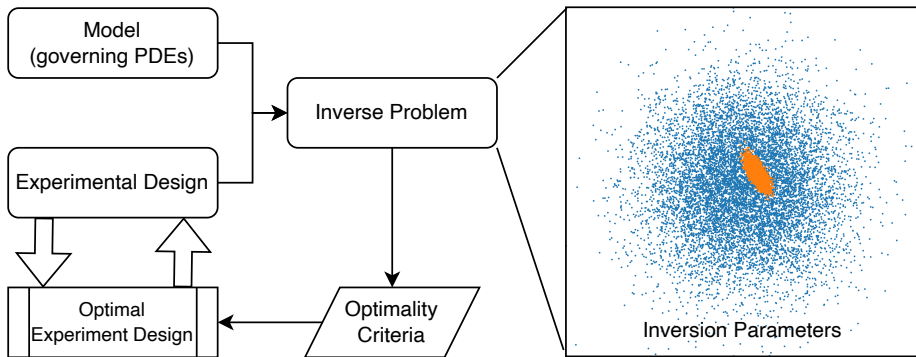 Model
(governing PDEs)
Inverse Problem
Experimental Design
Optimal
Experiment Design
Optimality
Criteria
Inversion Parameters